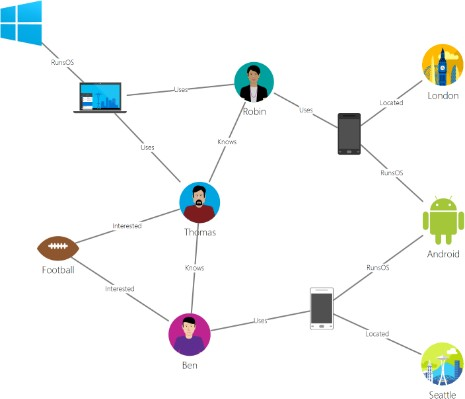 RunsOS
Uses
Robin
Uses
Located
London
Uses
Knows
RunsOS
Interested
Thomas
Football
Knows
Android
RunsOS
Interested
Uses
Located
Ben
Seattle